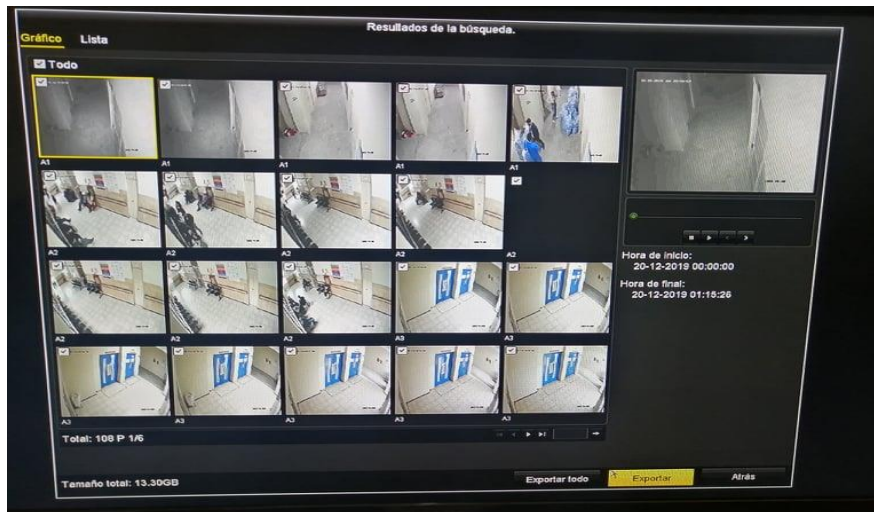 Resultados de la búsqueda.
Gráfico Lista
Todo
A1 A1 A1 A1 A1
A2 A2 A2 A2 A2
A2 A2 A2 A3 A3
A3 A3 A3 A3 A3
Hora de inicio:
20-12-2019 00:00:00
Hora de final:
20-12-2019 01:15:26
Total: 108 P 1/6
Tamaño total: 13.30GB
Exportar todo Exportar Atrás